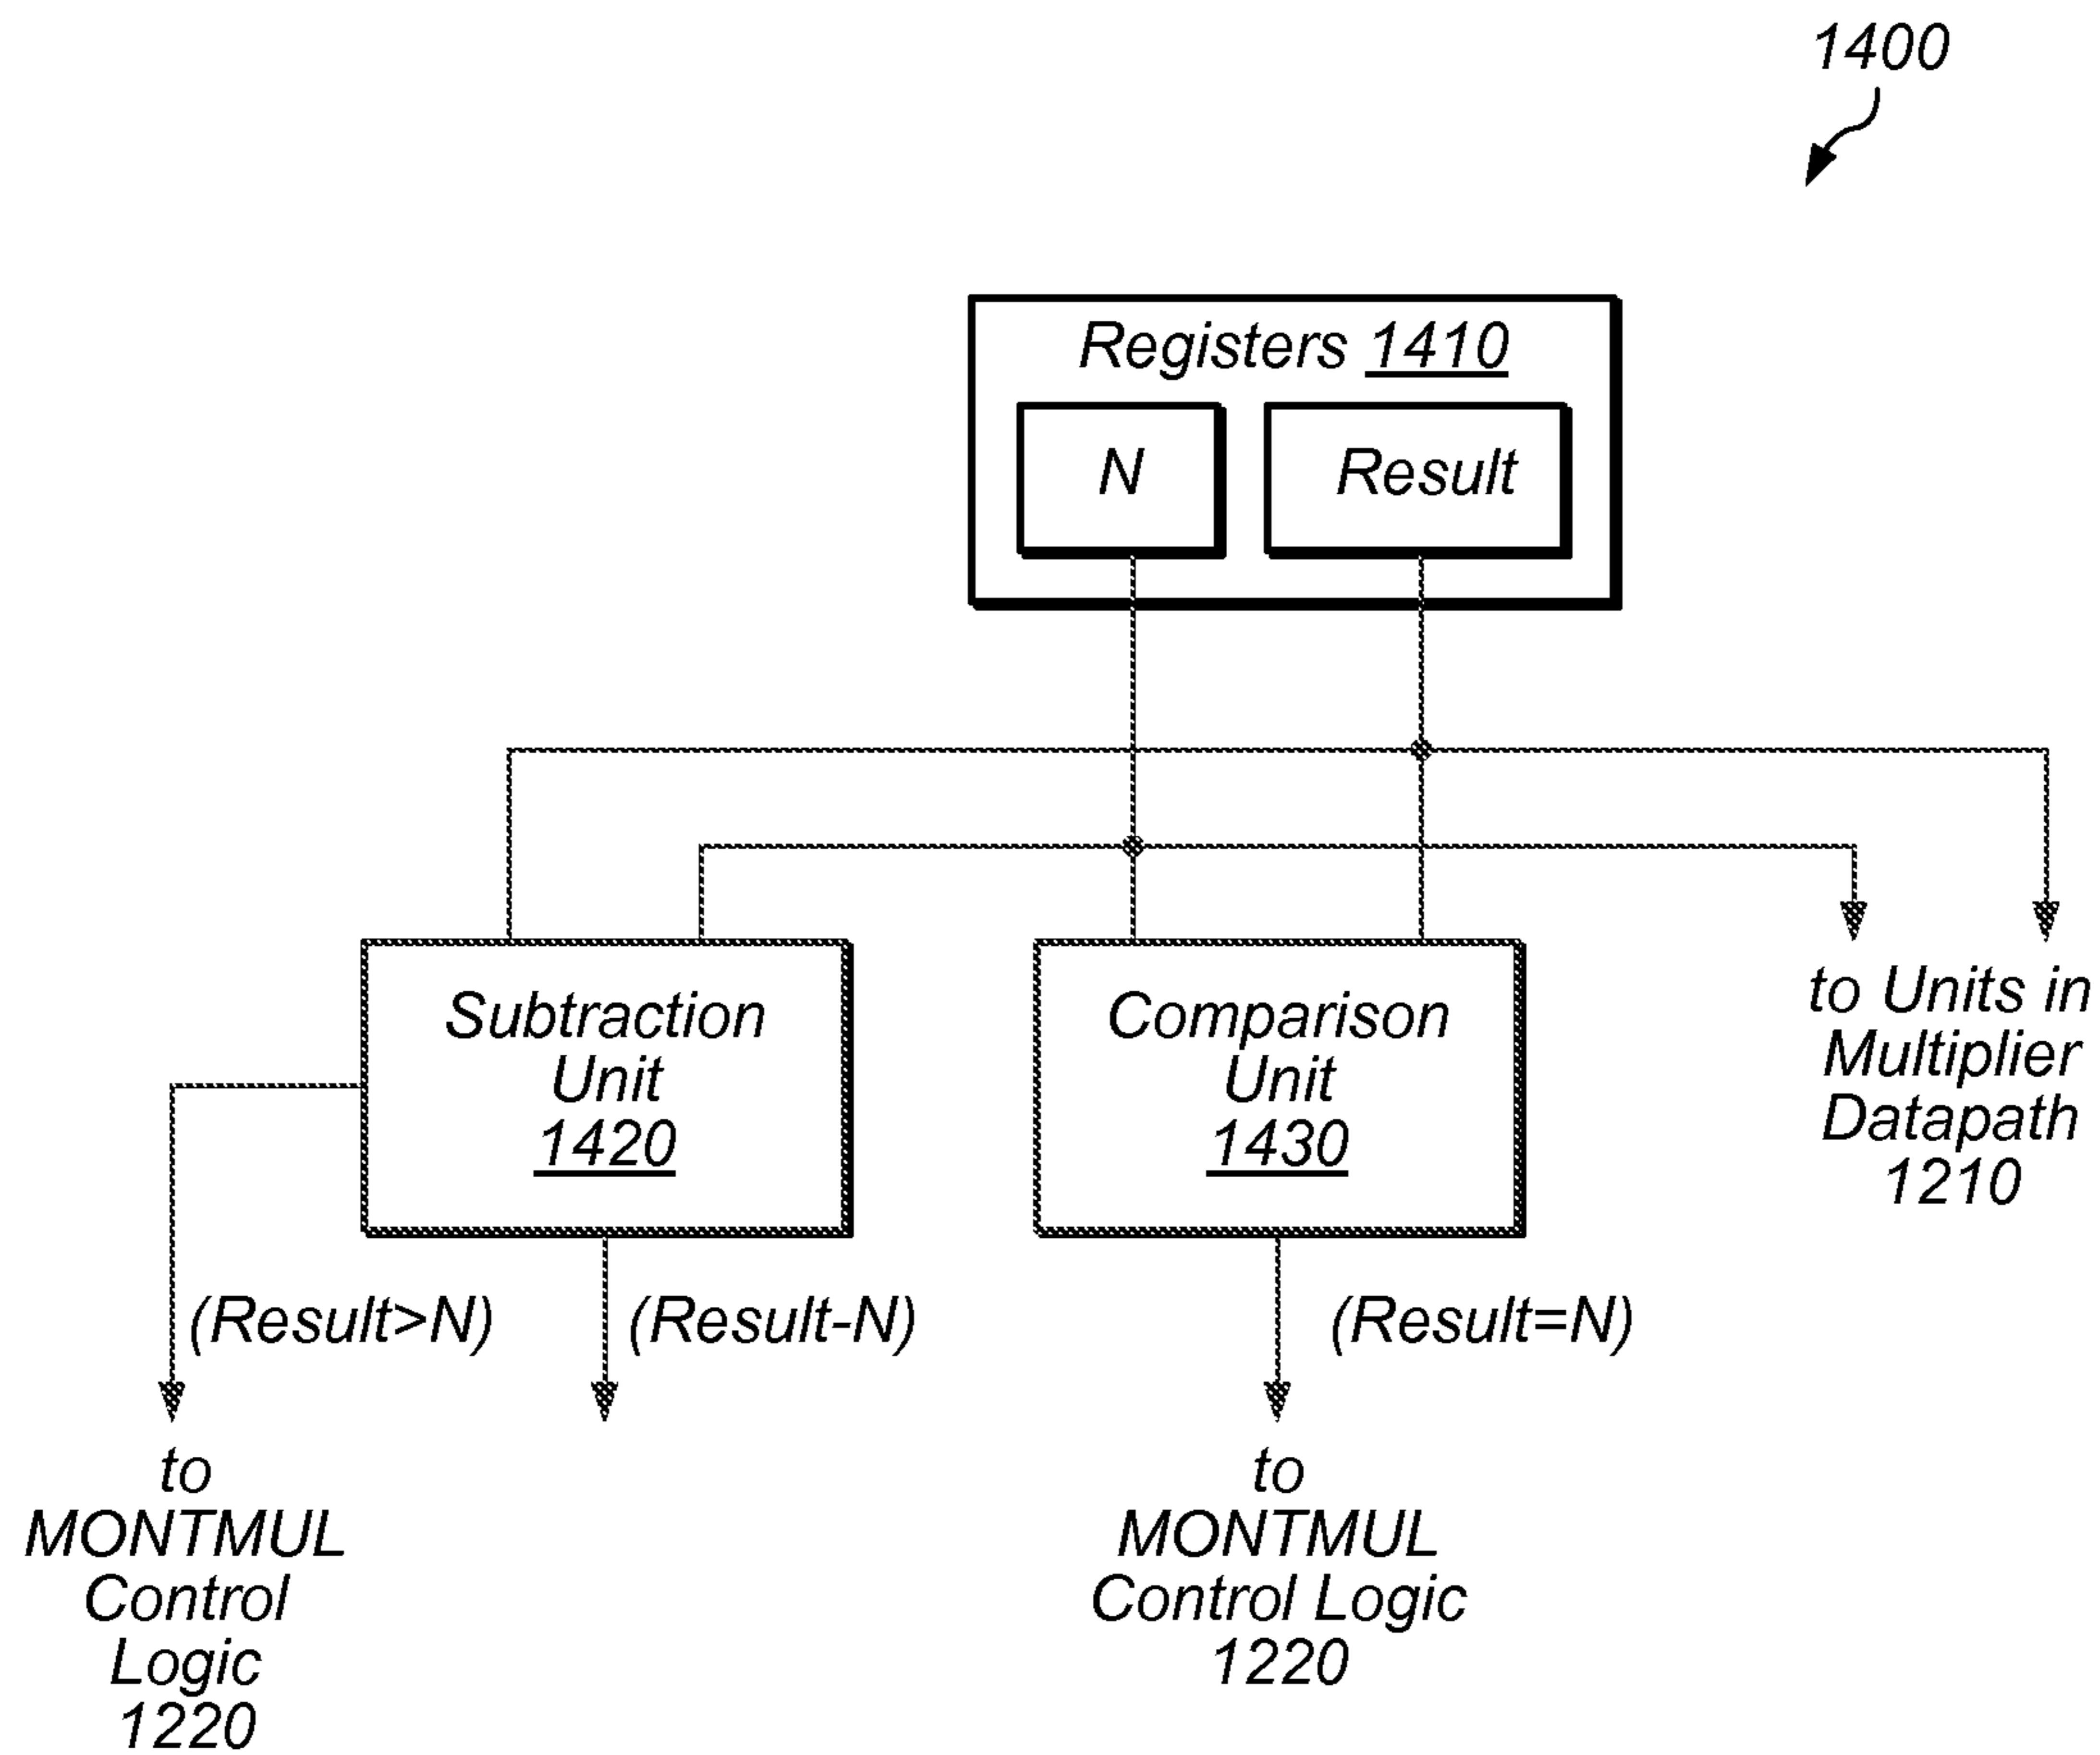 1400
Registers 1410
N
Result
Subtraction
Unit
1420
Comparison
Unit
1430
to Units in
Multiplier
Datapath
1210
(Result>N)
(Result-N)
(Result=N)
to
MONTMUL
Control
Logic
1220
to
MONTMUL
Control Logic
1220